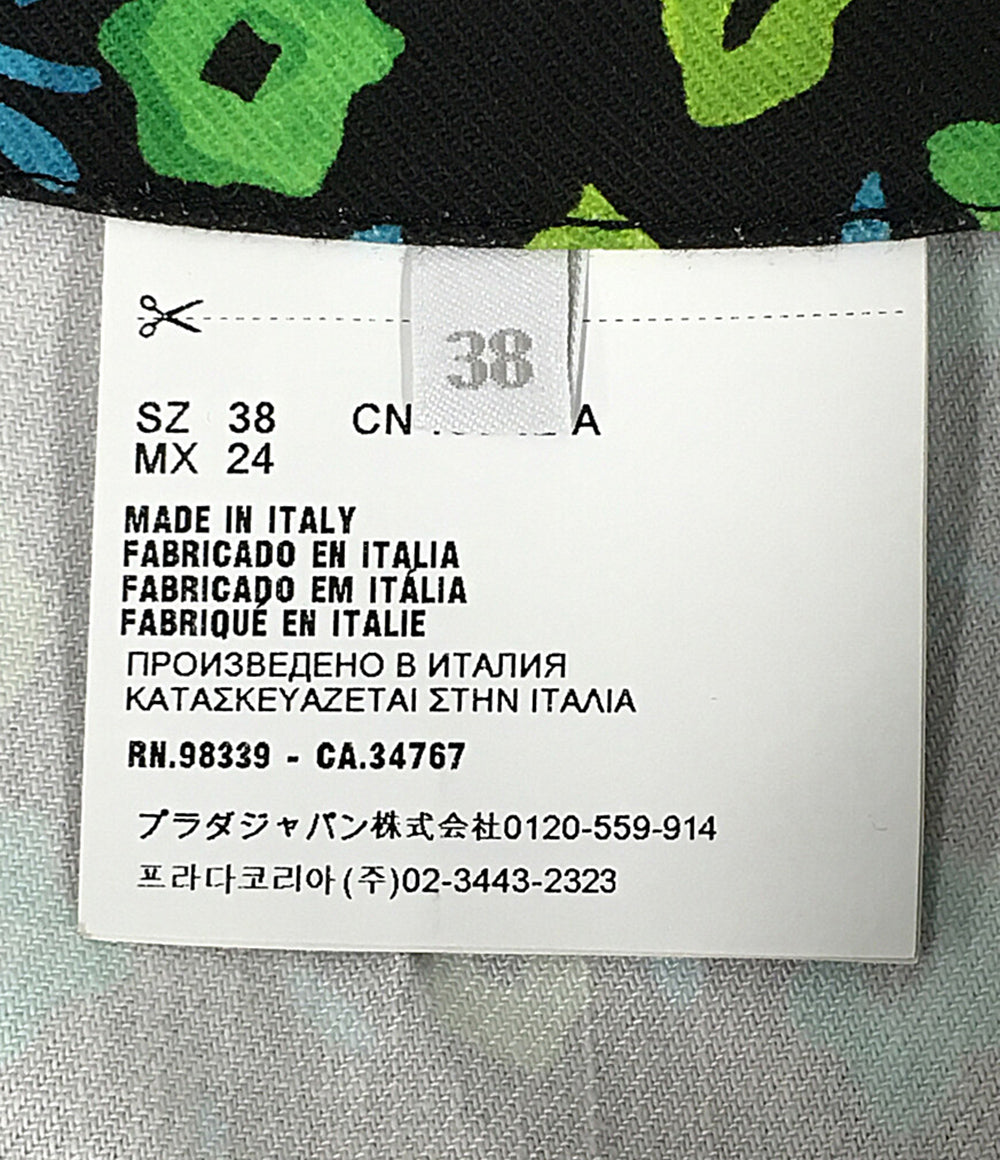 38
SZ 38 CN A
MX 24
MADE IN ITALY
FABRICADO EN ITALIA
FABRICADO EM ITÁLIA
FABRIQUÉ EN ITALIE
ПРОИЗВЕДЕНО В ИТАЛИЯ
ΚΑΤΑΣΚΕΥΑΖΕΤΑΙ ΣΤΗΝ ΙΤΑΛΙΑ
RN.98339 - CA.34767
プラダジャパン株式会社0120-559-914
프라다코리아(주)02-3443-2323